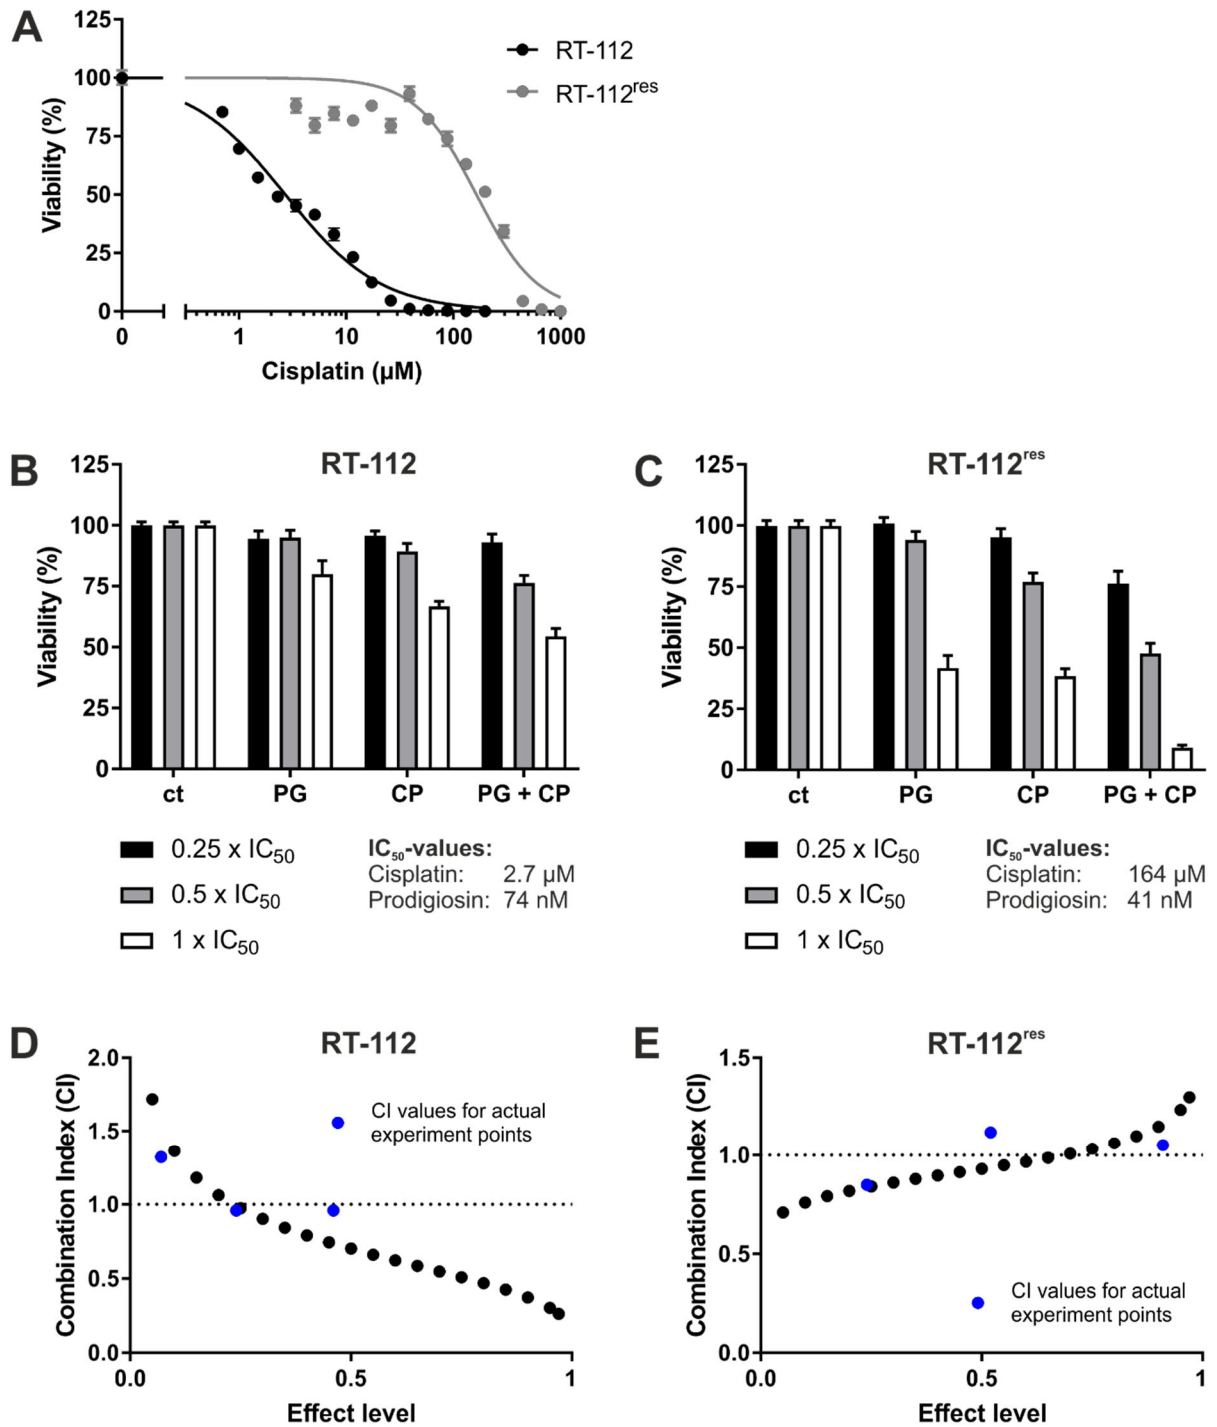 A
125
100
75
50
25
0
Viability (%)
RT-112
RT-112res
0
1
10
100
1000
Cisplatin (µM)
B
RT-112
125
100
75
50
25
0
Viability (%)
ct
PG
CP
PG + CP
0.25 x IC50
0.5 x IC50
1 x IC50
IC50-values:
Cisplatin: 2.7 µM
Prodigiosin: 74 nM
C
RT-112res
125
100
75
50
25
0
Viability (%)
ct
PG
CP
PG + CP
0.25 x IC50
0.5 x IC50
1 x IC50
IC50-values:
Cisplatin: 164 µM
Prodigiosin: 41 nM
D
RT-112
2.0
1.5
1.0
0.5
0.0
Combination Index (CI)
CI values for actual
experiment points
0.0
0.5
1
Effect level
E
RT-112res
1.5
1.0
0.5
0.0
Combination Index (CI)
CI values for actual
experiment points
0.0
0.5
1
Effect level